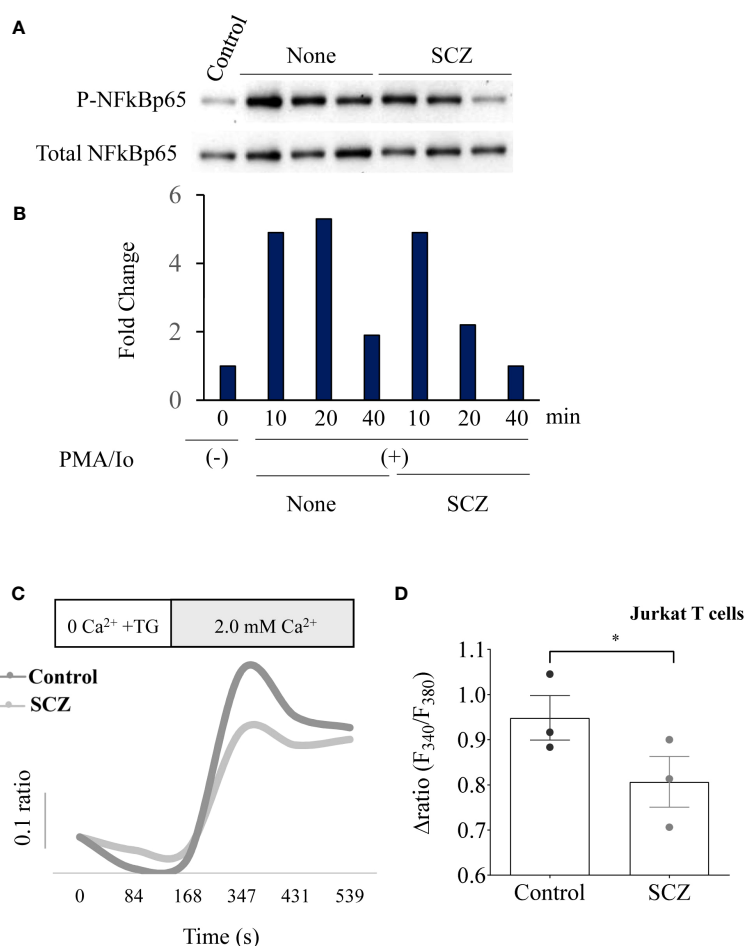 A
Control
None SCZ
P-NFkBp65
Total NFkBp65
B
Fold Change
6
4
2
0
0 10 20 40 10 20 40 min
PMA/Io (-) (+)
None SCZ
C
0 Ca²⁺ +TG 2.0 mM Ca²⁺
Control
SCZ
0.1 ratio
0 84 168 347 431 539
Time (s)
D
Jurkat T cells
*
Δratio (F₃₄₀/F₃₈₀)
1.1
1.0
0.9
0.8
0.7
0.6
Control SCZ